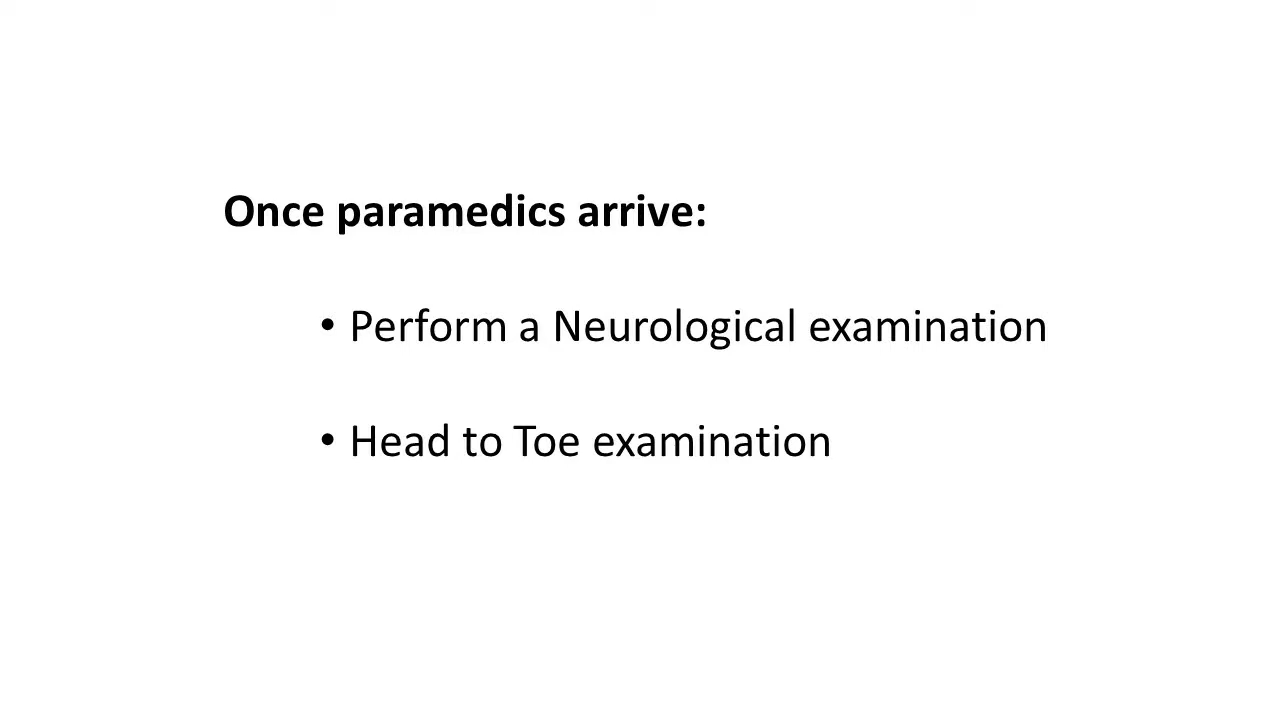 Once paramedics arrive:
• Perform a Neurological examination
• Head to Toe examination